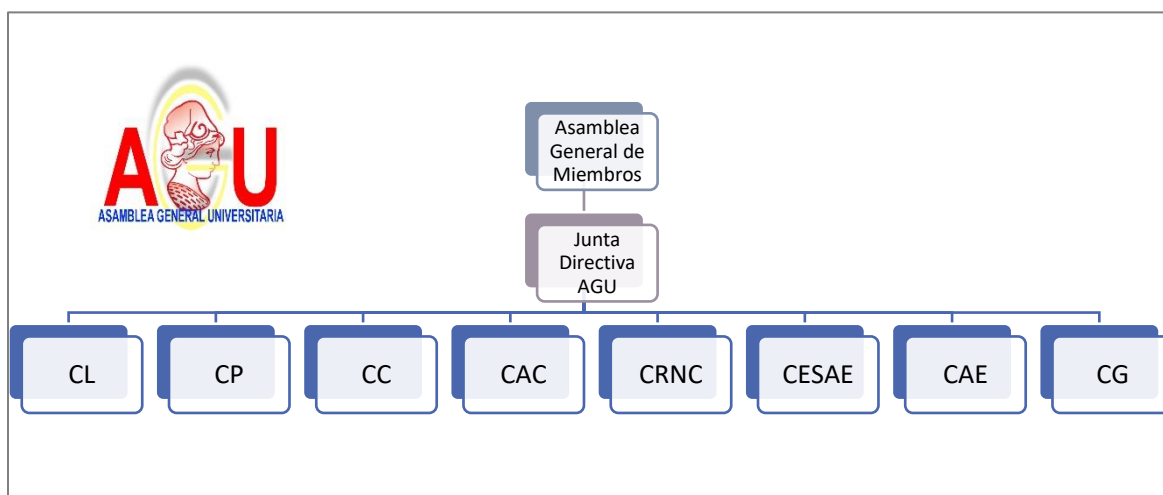 AGU
ASAMBLEA GENERAL UNIVERSITARIA
Asamblea
General de
Miembros
Junta
Directiva
AGU
CL
CP
CC
CAC
CRNC
CESAE
CAE
CG